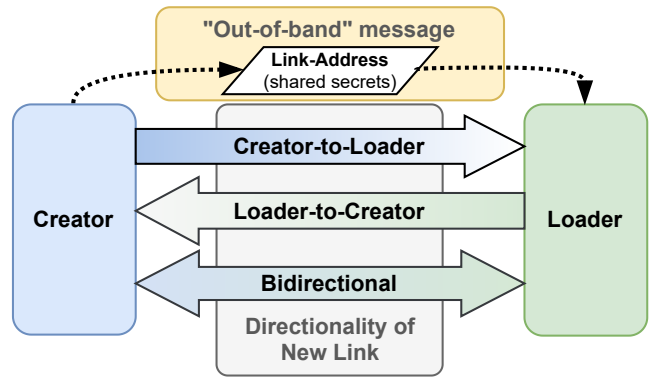 "Out-of-band" message
Link-Address
(shared secrets)
Creator-to-Loader
Creator
Loader-to-Creator
Loader
Bidirectional
Directionality of
New Link